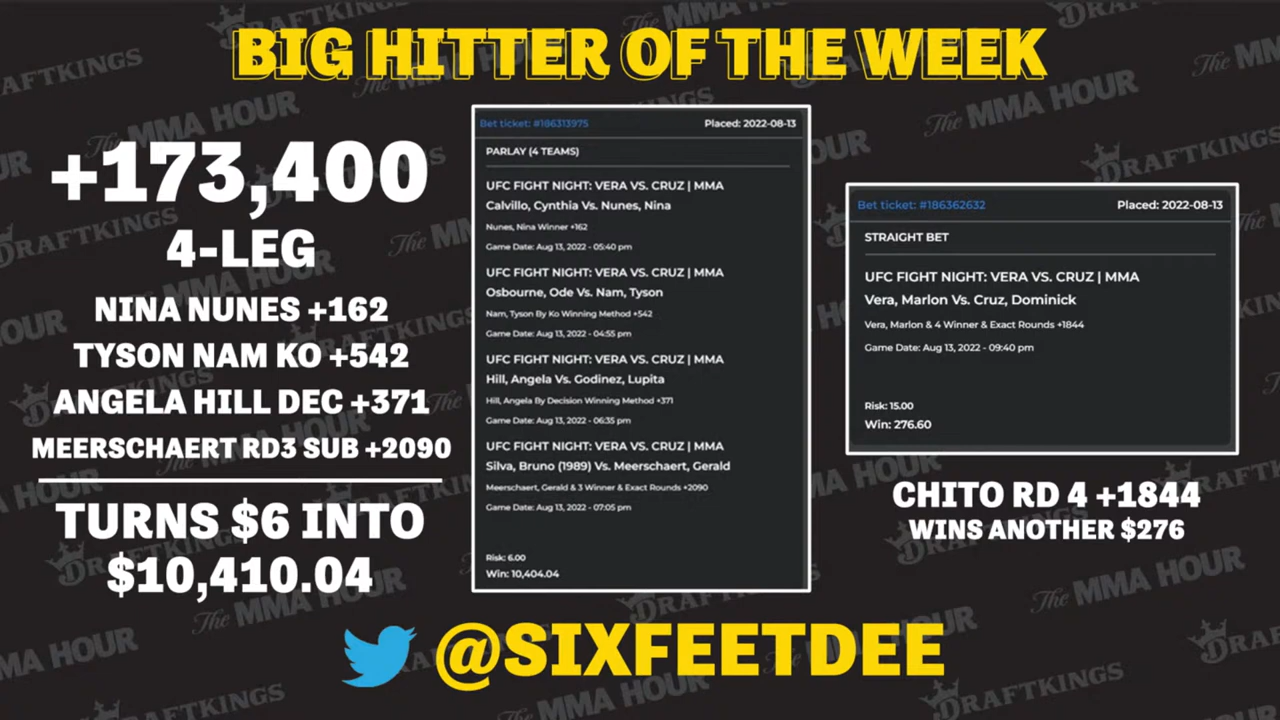 BIG HITTER OF THE WEEK
+173,400
4-LEG
NINA NUNES +162
TYSON NAM KO +542
ANGELA HILL DEC +371
MEERSCHAERT RD3 SUB +2090
TURNS $6 INTO
$10,410.04
Bet ticket: #186313975 Placed: 2022-08-13
PARLAY (4 TEAMS)
UFC FIGHT NIGHT: VERA VS. CRUZ | MMA
Calvillo, Cynthia Vs. Nunes, Nina
Nunes, Nina Winner +162
Game Date: Aug 13, 2022 - 05:40 pm
UFC FIGHT NIGHT: VERA VS. CRUZ | MMA
Osbourne, Ode Vs. Nam, Tyson
Nam, Tyson By Ko Winning Method +542
Game Date: Aug 13, 2022 - 04:55 pm
UFC FIGHT NIGHT: VERA VS. CRUZ | MMA
Hill, Angela Vs. Godinez, Lupita
Hill, Angela By Decision Winning Method +371
Game Date: Aug 13, 2022 - 06:35 pm
UFC FIGHT NIGHT: VERA VS. CRUZ | MMA
Silva, Bruno (1989) Vs. Meerschaert, Gerald
Meerschaert, Gerald & 3 Winner & Exact Rounds +2090
Game Date: Aug 13, 2022 - 07:05 pm
Risk: 6.00
Win: 10,404.04
Bet ticket: #186362632 Placed: 2022-08-13
STRAIGHT BET
UFC FIGHT NIGHT: VERA VS. CRUZ | MMA
Vera, Marlon Vs. Cruz, Dominick
Vera, Marlon & 4 Winner & Exact Rounds +1844
Game Date: Aug 13, 2022 - 09:40 pm
Risk: 15.00
Win: 276.60
CHITO RD 4 +1844
WINS ANOTHER $276
@SIXFEETDEE
DRAFTKINGS
The MMA HOUR